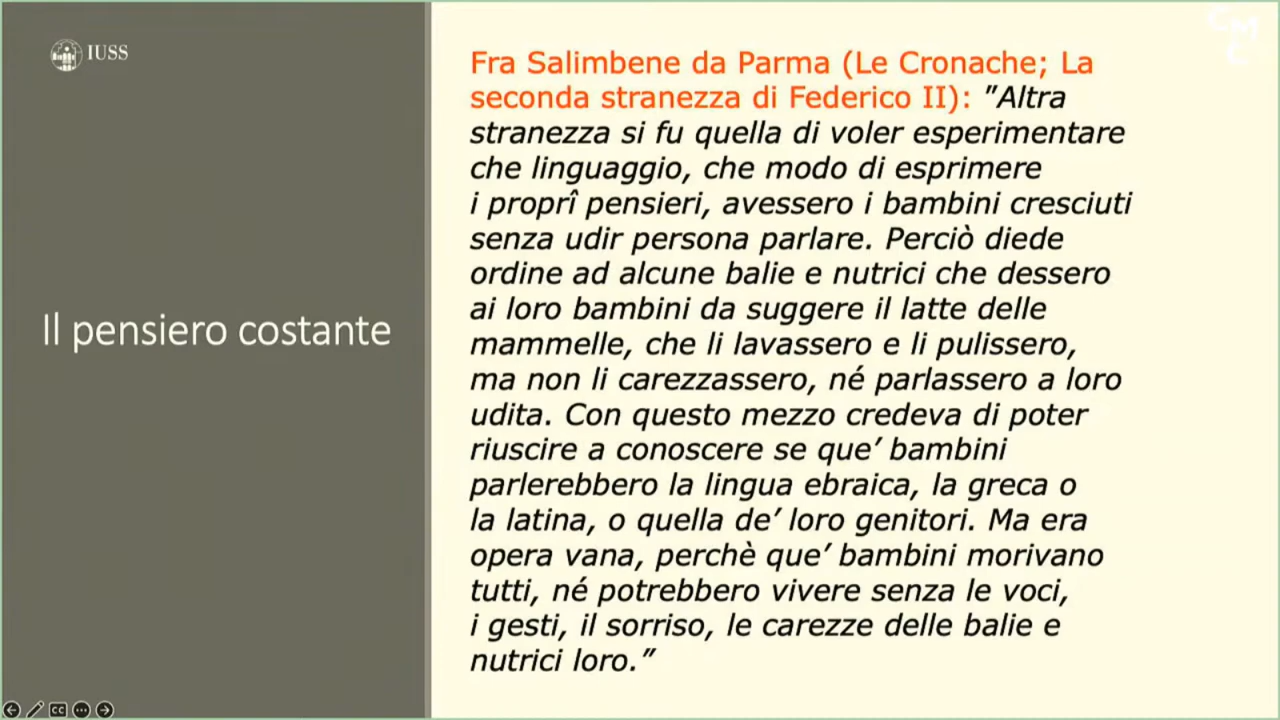 IUSS
Il pensiero costante
Fra Salimbene da Parma (Le Cronache; La
seconda stranezza di Federico II): "Altra
stranezza si fu quella di voler esperimentare
che linguaggio, che modo di esprimere
i proprî pensieri, avessero i bambini cresciuti
senza udir persona parlare. Perciò diede
ordine ad alcune balie e nutrici che dessero
ai loro bambini da suggere il latte delle
mammelle, che li lavassero e li pulissero,
ma non li carezzassero, né parlassero a loro
udita. Con questo mezzo credeva di poter
riuscire a conoscere se que’ bambini
parlerebbero la lingua ebraica, la greca o
la latina, o quella de’ loro genitori. Ma era
opera vana, perchè que’ bambini morivano
tutti, né potrebbero vivere senza le voci,
i gesti, il sorriso, le carezze delle balie e
nutrici loro.”
CMC
CC